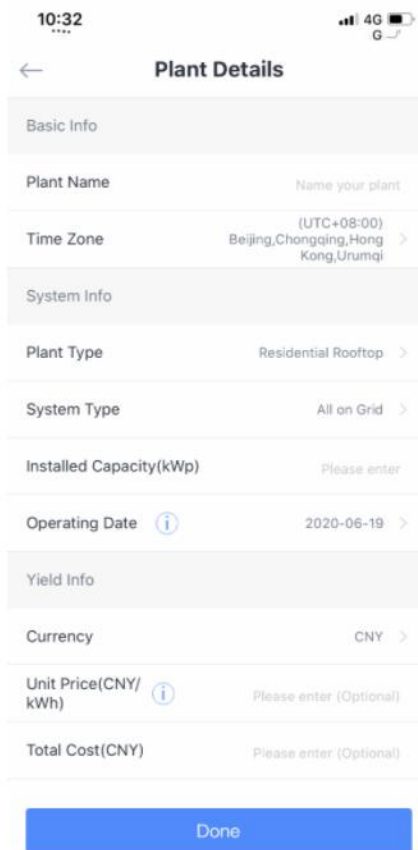 10:32
4G
G
Plant Details
Basic Info
Plant Name
Name your plant
Time Zone
(UTC+08:00)
Beijing,Chongqing,Hong
Kong,Urumqi
System Info
Plant Type
Residential Rooftop
System Type
All on Grid
Installed Capacity(kWp)
Please enter
Operating Date
i
2020-06-19
Yield Info
Currency
CNY
Unit Price(CNY/
kWh)
i
Please enter (Optional)
Total Cost(CNY)
Please enter (Optional)
Done